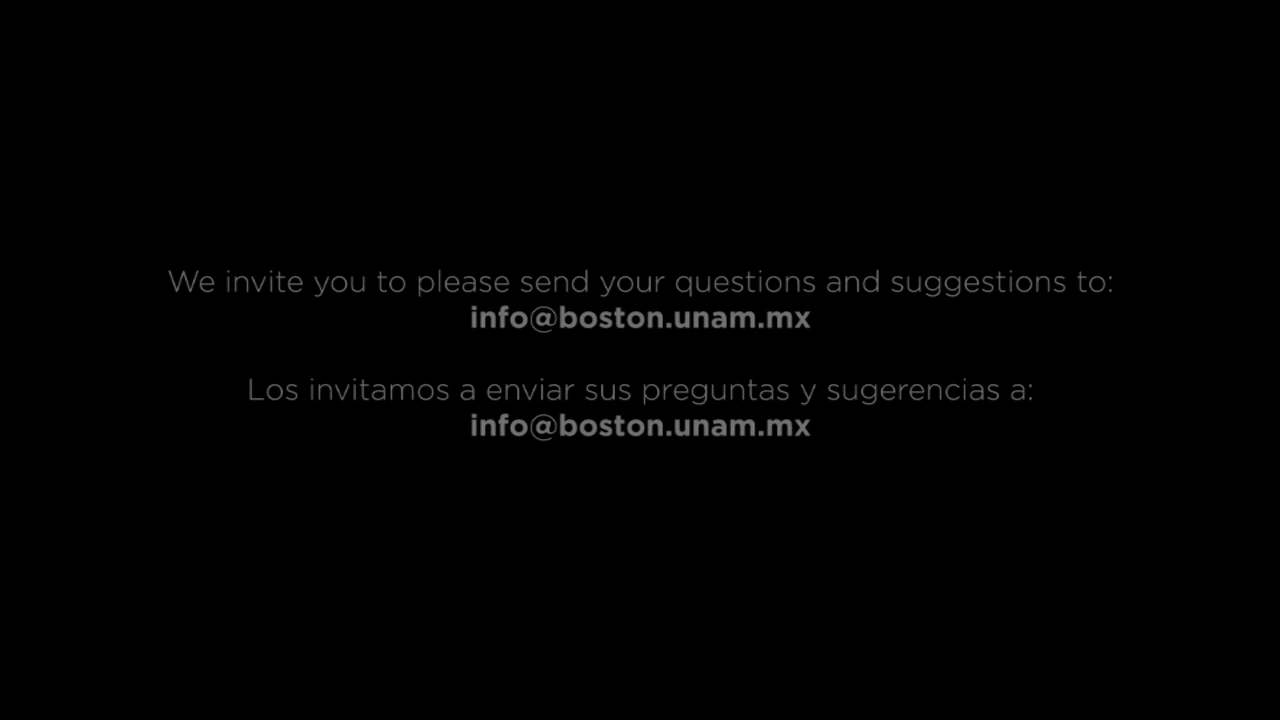 We invite you to please send your questions and suggestions to:
info@boston.unam.mx
Los invitamos a enviar sus preguntas y sugerencias a:
info@boston.unam.mx